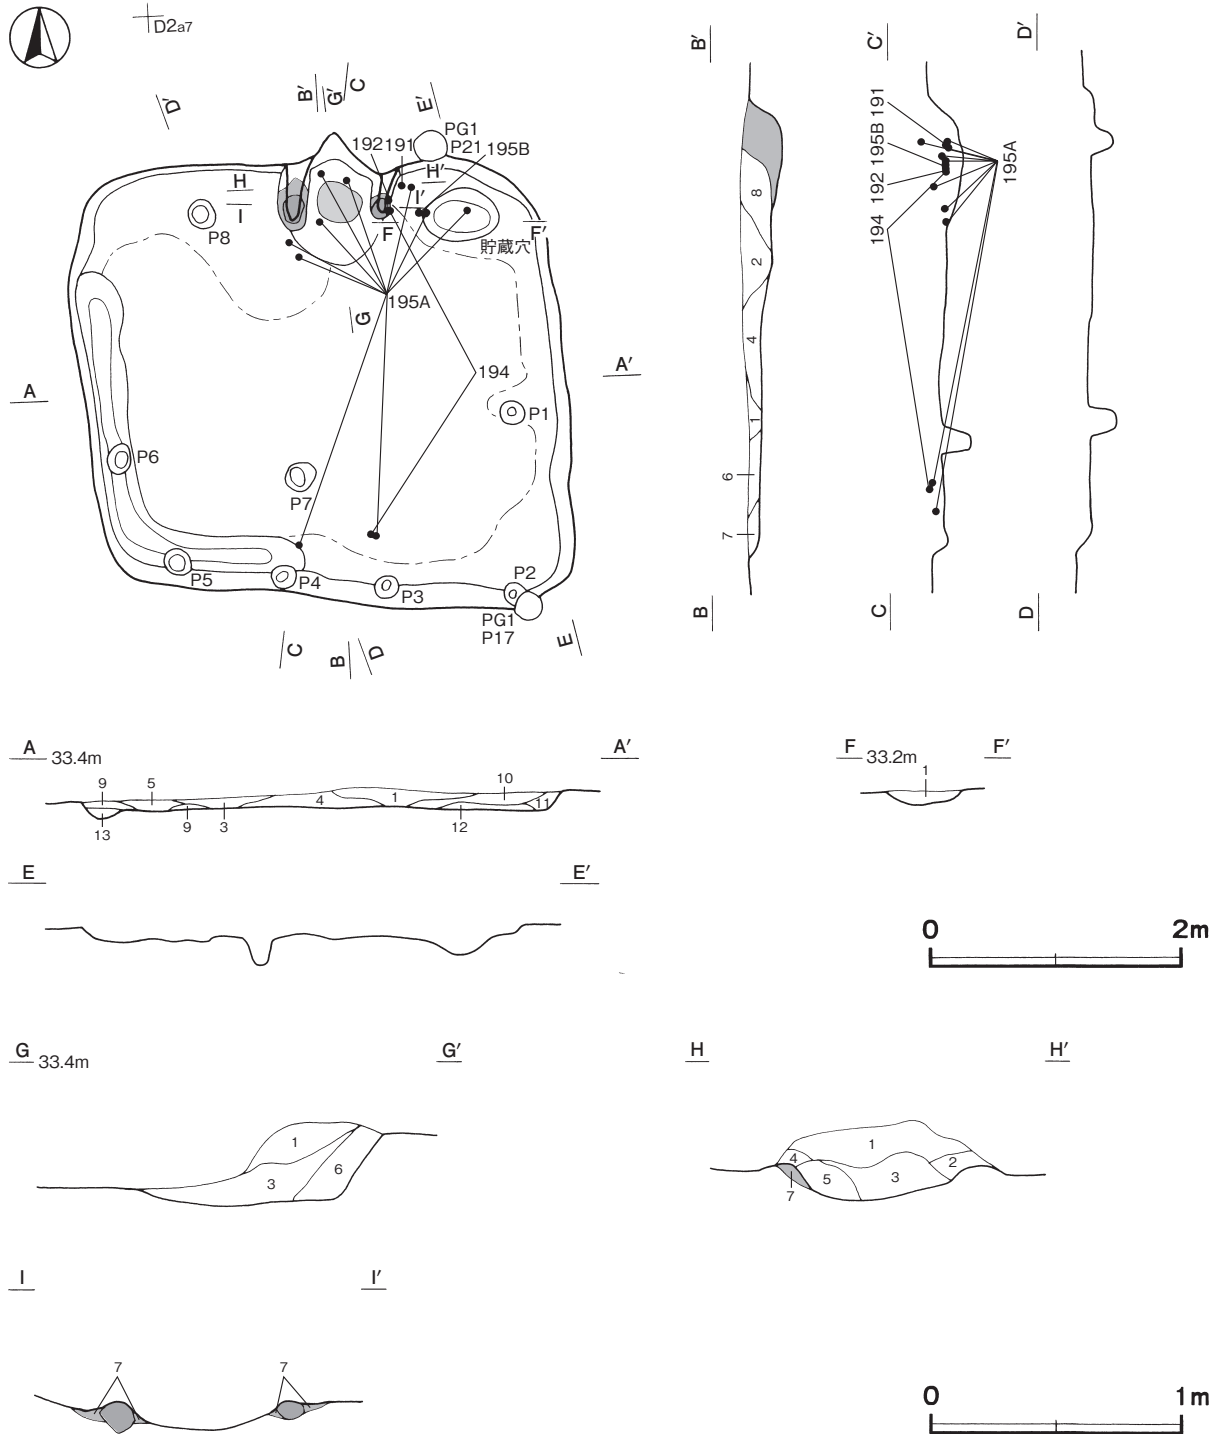 D2a7
D′
B′
G′
C
E′
PG1
P21
192 191
195B
H′
H
I
I′
F
F′
P8
貯蔵穴
195A
G
194
A
A′
P1
P6
P7
P5
P4
P3
P2
PG1
P17
C
B
D
E
B′
8
2
4
1
6
7
B
C′
191
195B
192
194
195A
C
D′
D
A 33.4m
A′
9
5
4
1
10
11
13
9
3
12
F 33.2m
F′
1
E
E′
0
2m
G 33.4m
G′
1
3
6
H
H′
1
4
5
3
2
7
I
I′
7
7
0
1m